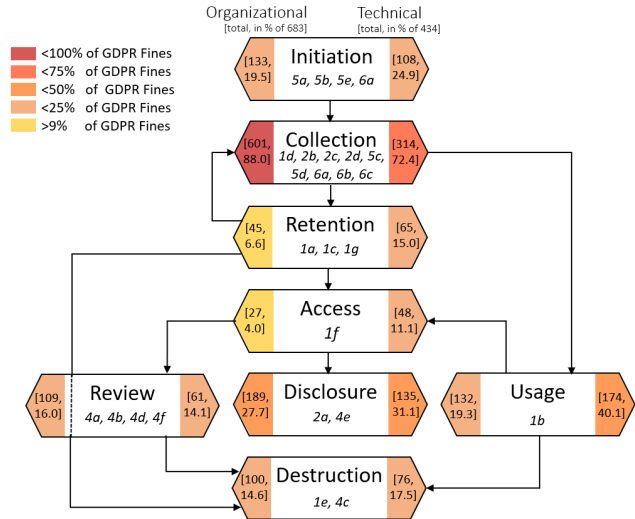 Organizational
[total, in % of 683]
Technical
[total, in % of 434]
<100% of GDPR Fines
<75% of GDPR Fines
<50% of GDPR Fines
<25% of GDPR Fines
>9% of GDPR Fines
[133,
19.5]
Initiation
5a, 5b, 5e, 6a
[108,
24.9]
[601,
88.0]
Collection
1d, 2b, 2c, 2d, 5c,
5d, 6a, 6b, 6c
[314,
72.4]
[45,
6.6]
Retention
1a, 1c, 1g
[65,
15.0]
[27,
4.0]
Access
1f
[48,
11.1]
[109,
16.0]
Review
4a, 4b, 4d, 4f
[61,
14.1]
[189,
27.7]
Disclosure
2a, 4e
[135,
31.1]
[132,
19.3]
Usage
1b
[174,
40.1]
[100,
14.6]
Destruction
1e, 4c
[76,
17.5]